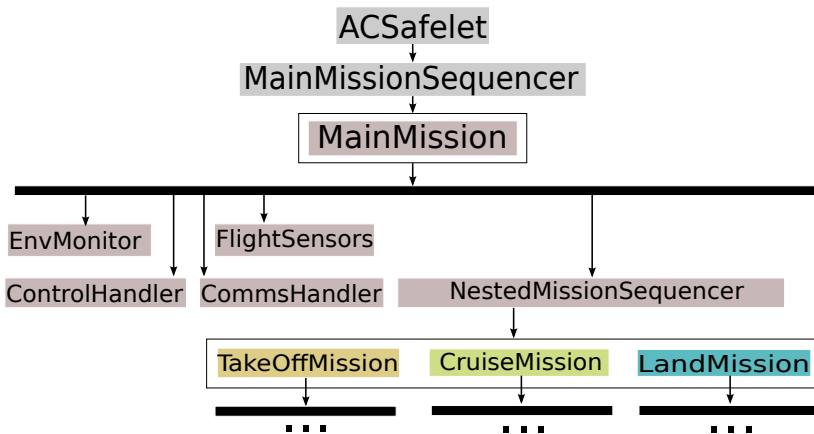 ACSafelet
MainMissionSequencer
MainMission
EnvMonitor
FlightSensors
ControlHandler
CommsHandler
NestedMissionSequencer
TakeOffMission
CruiseMission
LandMission